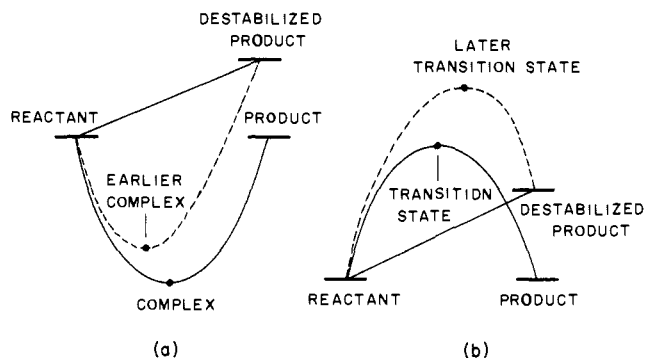 DESTABILIZED
PRODUCT
REACTANT
PRODUCT
EARLIER
COMPLEX
COMPLEX
(a)
LATER
TRANSITION STATE
TRANSITION
STATE
DESTABILIZED
PRODUCT
REACTANT
PRODUCT
(b)